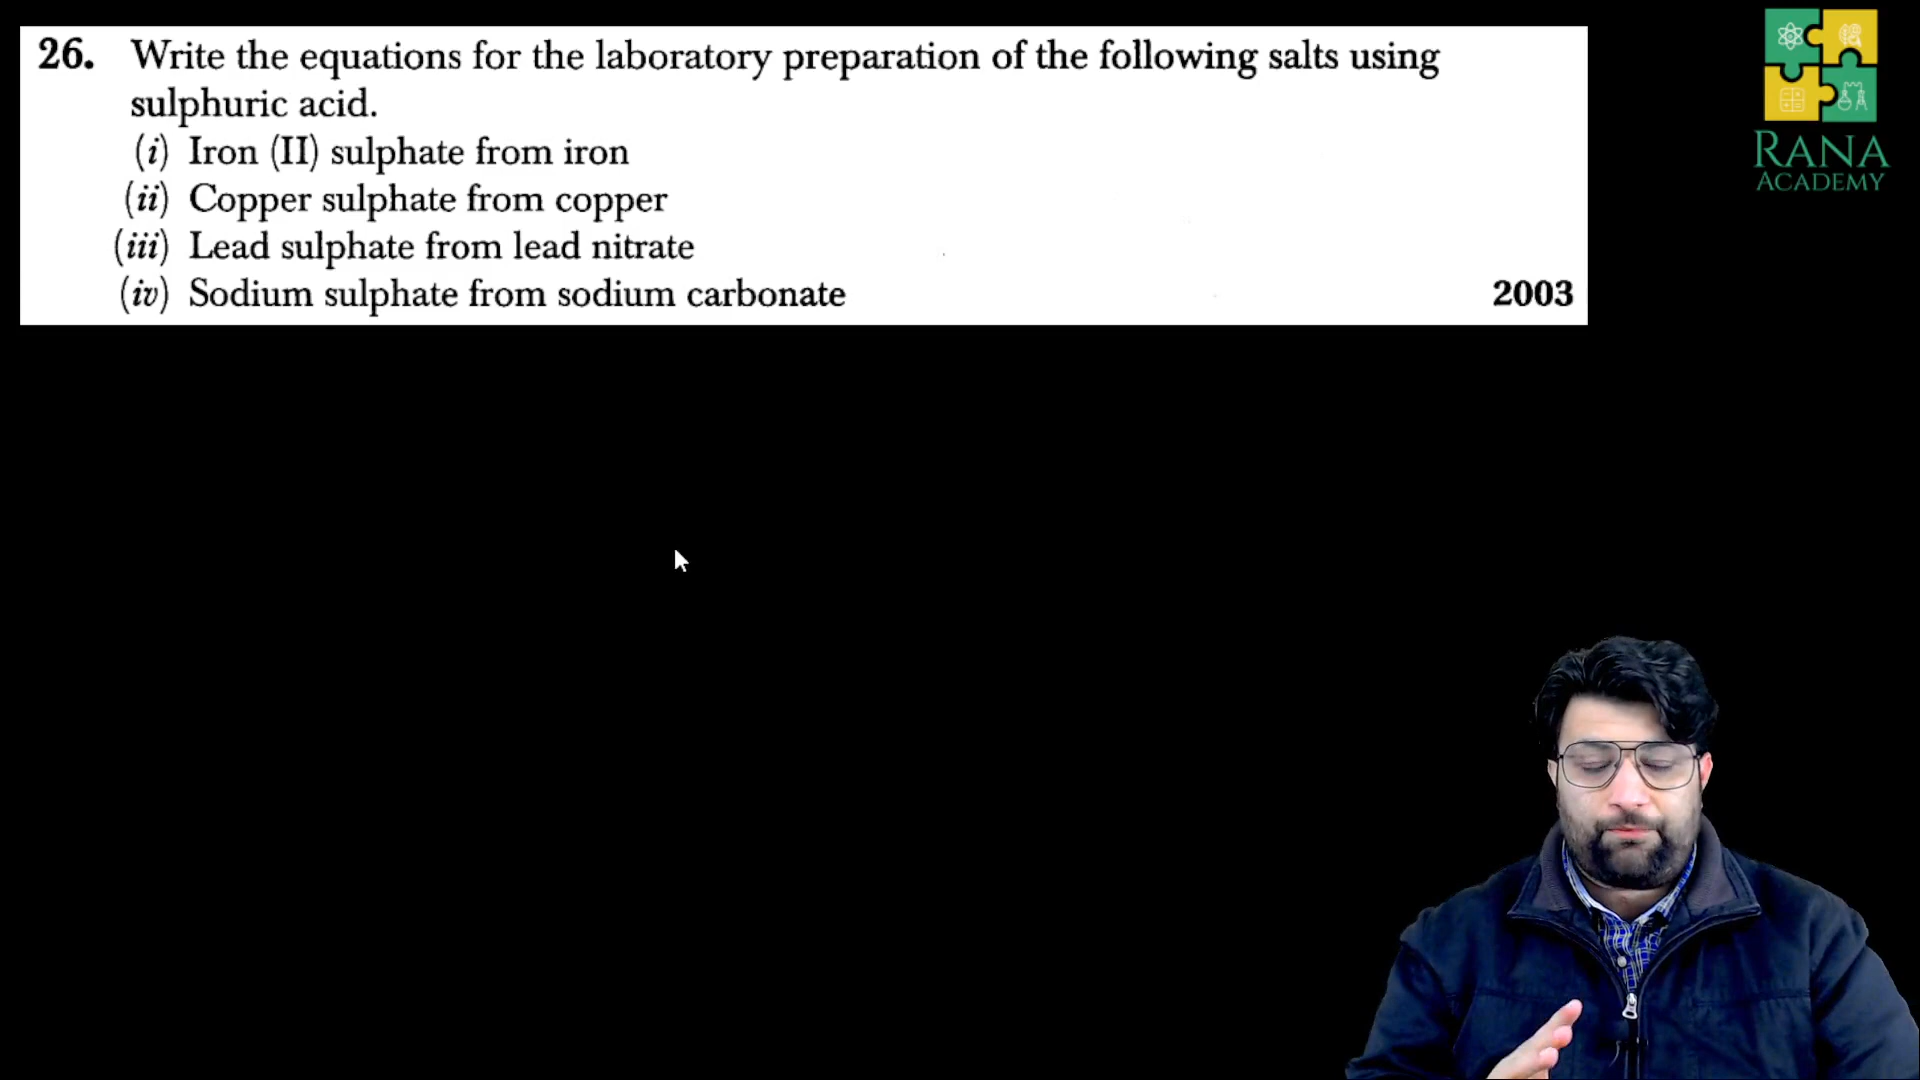 26. Write the equations for the laboratory preparation of the following salts using
sulphuric acid.
(i) Iron (II) sulphate from iron
(ii) Copper sulphate from copper
(iii) Lead sulphate from lead nitrate
(iv) Sodium sulphate from sodium carbonate 2003
RANA
ACADEMY